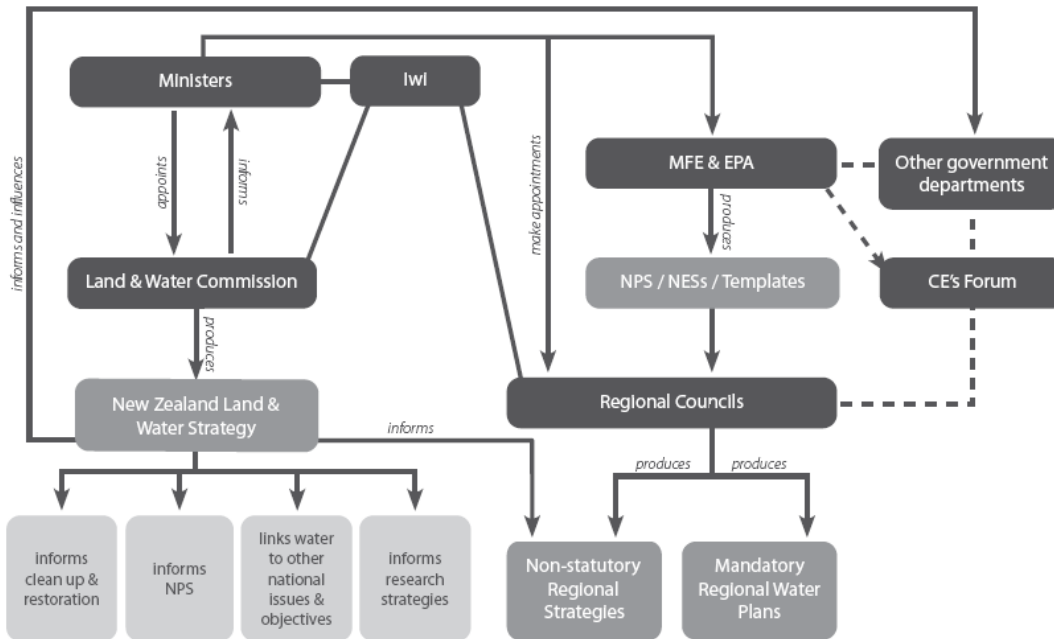 Ministers
Iwi
informs and influences
appoints
informs
make appointments
MFE & EPA
Other government
departments
produces
Land & Water Commission
NPS / NESs / Templates
CE's Forum
produces
New Zealand Land &
Water Strategy
Regional Councils
informs
produces
produces
informs
clean up &
restoration
informs
NPS
links water
to other
national
issues &
objectives
informs
research
strategies
Non-statutory
Regional
Strategies
Mandatory
Regional Water
Plans